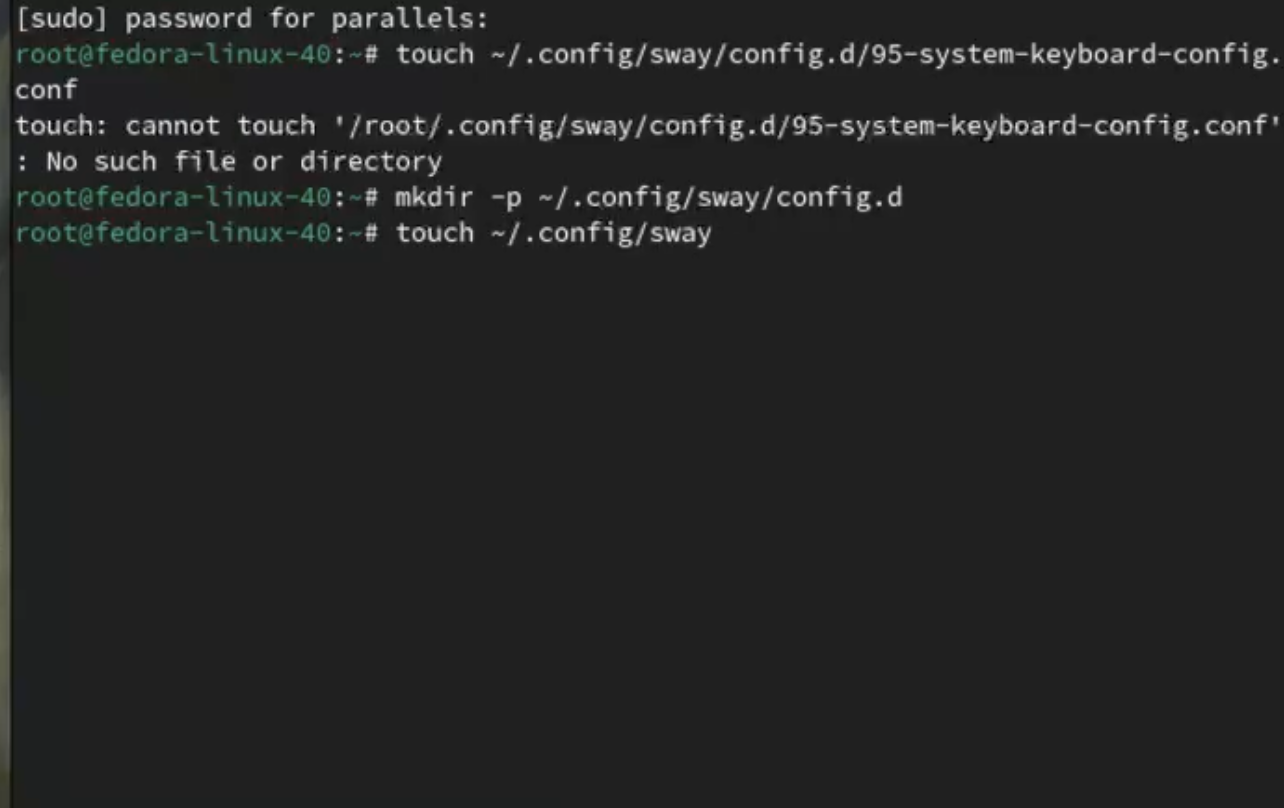 [sudo] password for parallels:
root@fedora-linux-40:~# touch ~/.config/sway/config.d/95-system-keyboard-config.
conf
touch: cannot touch '/root/.config/sway/config.d/95-system-keyboard-config.conf'
: No such file or directory
root@fedora-linux-40:~# mkdir -p ~/.config/sway/config.d
root@fedora-linux-40:~# touch ~/.config/sway